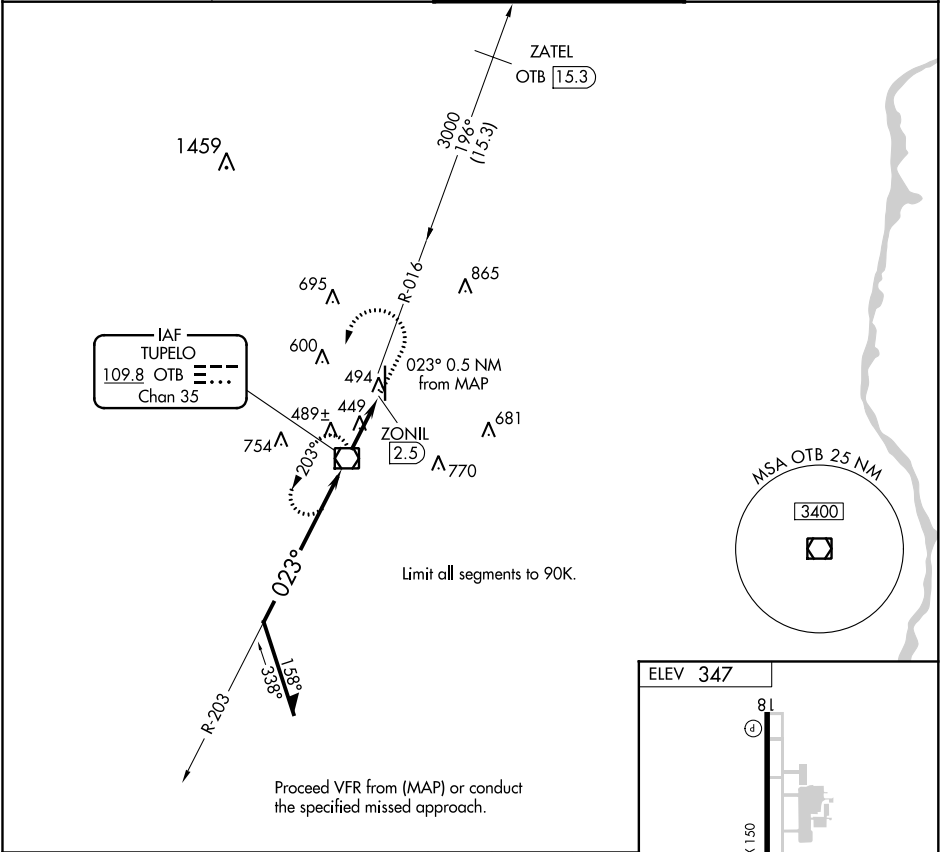 ZATEL
OTB 15.3
3000
196°
(15.3)
1459
R-016
695
865
IAF
TUPELO
109.8 OTB
Chan 35
600
494
023° 0.5 NM
from MAP
489±
449
ZONIL
2.5
681
754
203°
770
MSA OTB 25 NM
3400
023°
Limit all segments to 90K.
158°
338°
R-203
ELEV 347
18
P
Proceed VFR from (MAP) or conduct
the specified missed approach.
X 150